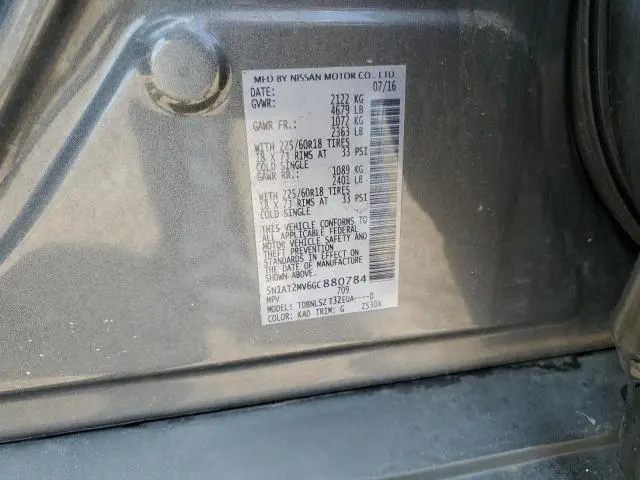 MFD BY NISSAN MOTOR CO., LTD.
DATE: 07/16
GVWR: 2122 KG
4679 LB
GAWR FR.: 1072 KG
2363 LB
WITH 225/60R18 TIRES
18 X 7J RIMS AT 33 PSI
COLD SINGLE
GAWR RR.: 1089 KG
2401 LB
WITH 225/60R18 TIRES
18 X 7J RIMS AT 33 PSI
COLD SINGLE
THIS VEHICLE CONFORMS TO
ALL APPLICABLE FEDERAL
MOTOR VEHICLE SAFETY AND
STANDARDS IN EFFECT ON
THE DATE OF MANUFACTURE
SHOWN ABOVE.
5N1AT2MV6GC880784
MPV 709
MODEL: TDBNLSZ T32EUA----D
COLOR: KAD TRIM: G 2530A